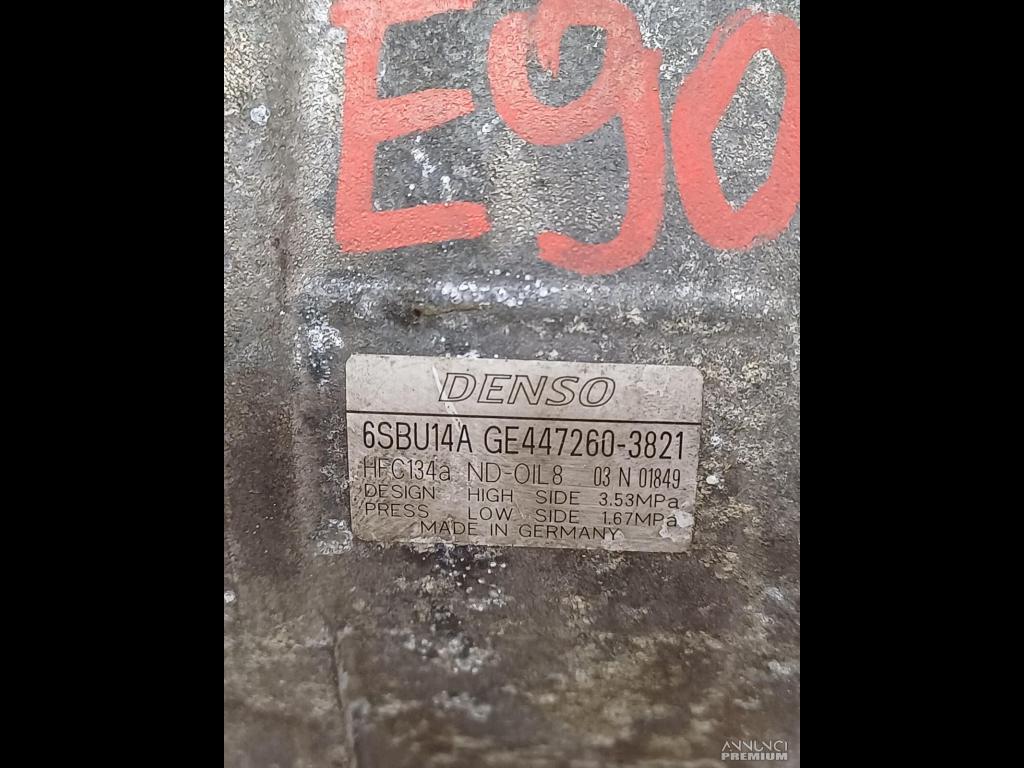 E90
DENSO
6SBU14A GE447260-3821
HFC134a ND-OIL8 03 N 01849
DESIGN HIGH SIDE 3.53MPa
PRESS LOW SIDE 1.67MPa
MADE IN GERMANY
ANNUNCI
PREMIUM